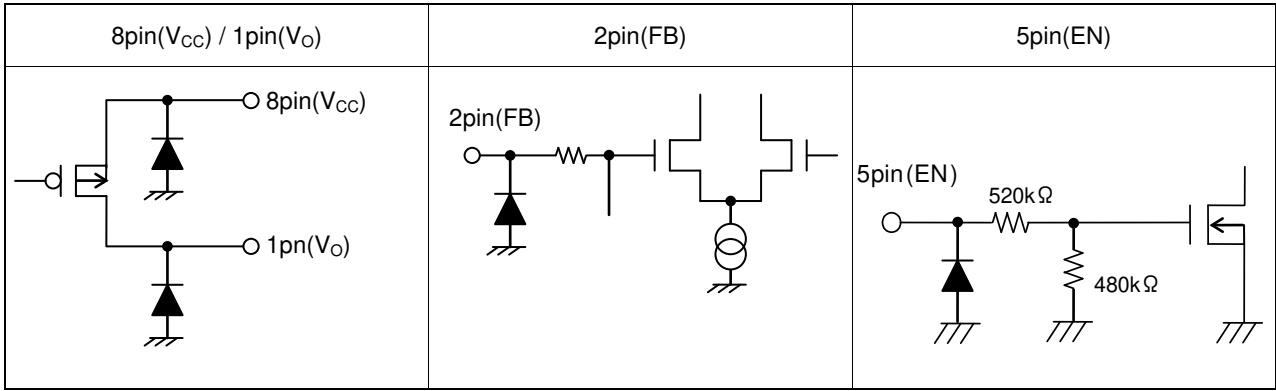 8pin(VCC) / 1pin(VO)
2pin(FB)
5pin(EN)
8pin(VCC)
1pn(VO)
2pin(FB)
5pin(EN)
520kΩ
480kΩ